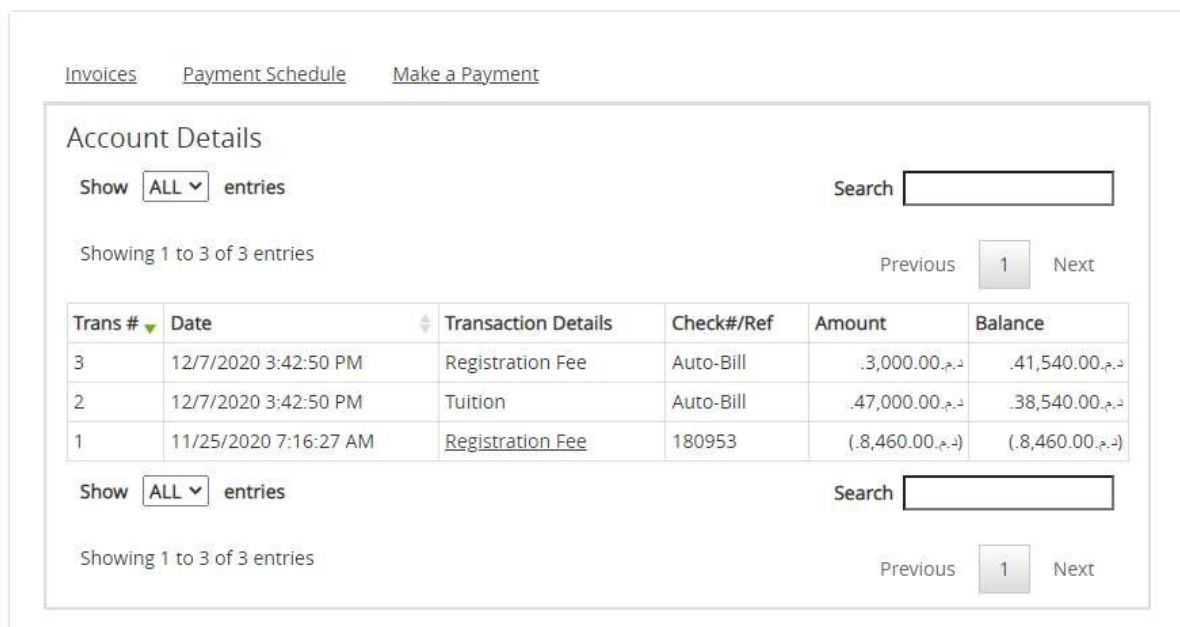 Invoices Payment Schedule Make a Payment
Account Details
Show ALL entries Search
Showing 1 to 3 of 3 entries Previous 1 Next
Trans # Date Transaction Details Check#/Ref Amount Balance
3 12/7/2020 3:42:50 PM Registration Fee Auto-Bill .3,000.00.د.م .41,540.00.د.م
2 12/7/2020 3:42:50 PM Tuition Auto-Bill .47,000.00.د.م .38,540.00.د.م
1 11/25/2020 7:16:27 AM Registration Fee 180953 (.8,460.00.د.م) (.8,460.00.د.م)
Show ALL entries Search
Showing 1 to 3 of 3 entries Previous 1 Next